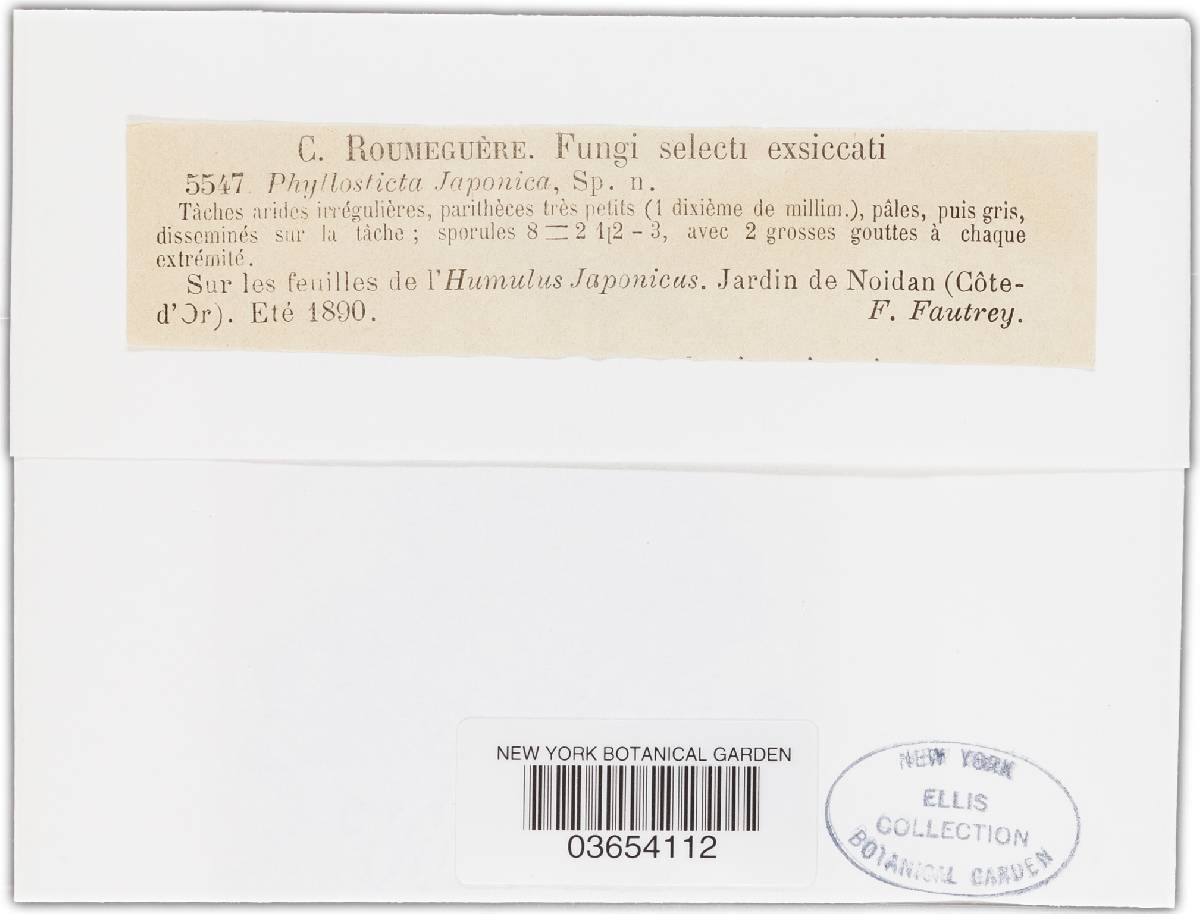 C. ROUMEGUÈRE. Fungi selecti exsiccati
5547 Phyllosticta Japonica, Sp. n.
Tâches arides irrégulières, parithèces très petits (1 dixième de millim.), pâles, puis gris,
disseminés sur la tâche ; sporules 8 = 2 1|2 - 3, avec 2 grosses gouttes à chaque
extrémité.
Sur les feuilles de l'Humulus Japonicus. Jardin de Noidan (Côte-
d'Or). Eté 1890. F. Fautrey.
NEW YORK BOTANICAL GARDEN
03654112
NEW YORK
ELLIS
COLLECTION
BOTANICAL GARDEN